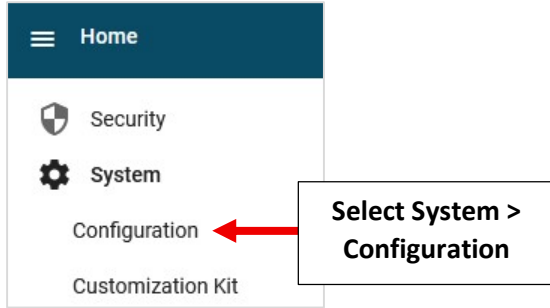 Home
Security
System
Configuration
Select System >
Configuration
Customization Kit